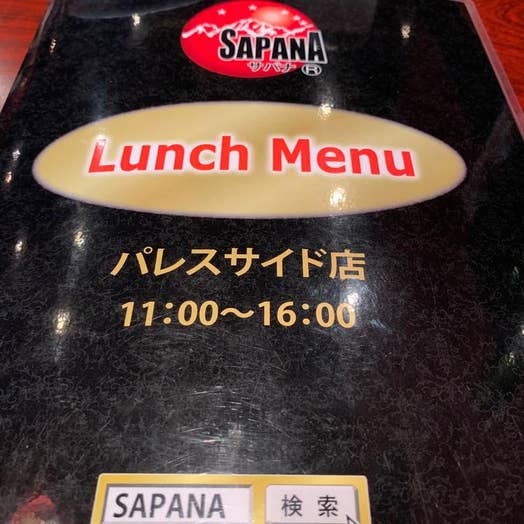 SAPANA
サパナ®
Lunch Menu
パレスサイド店
11:00～16:00
SAPANA 検索